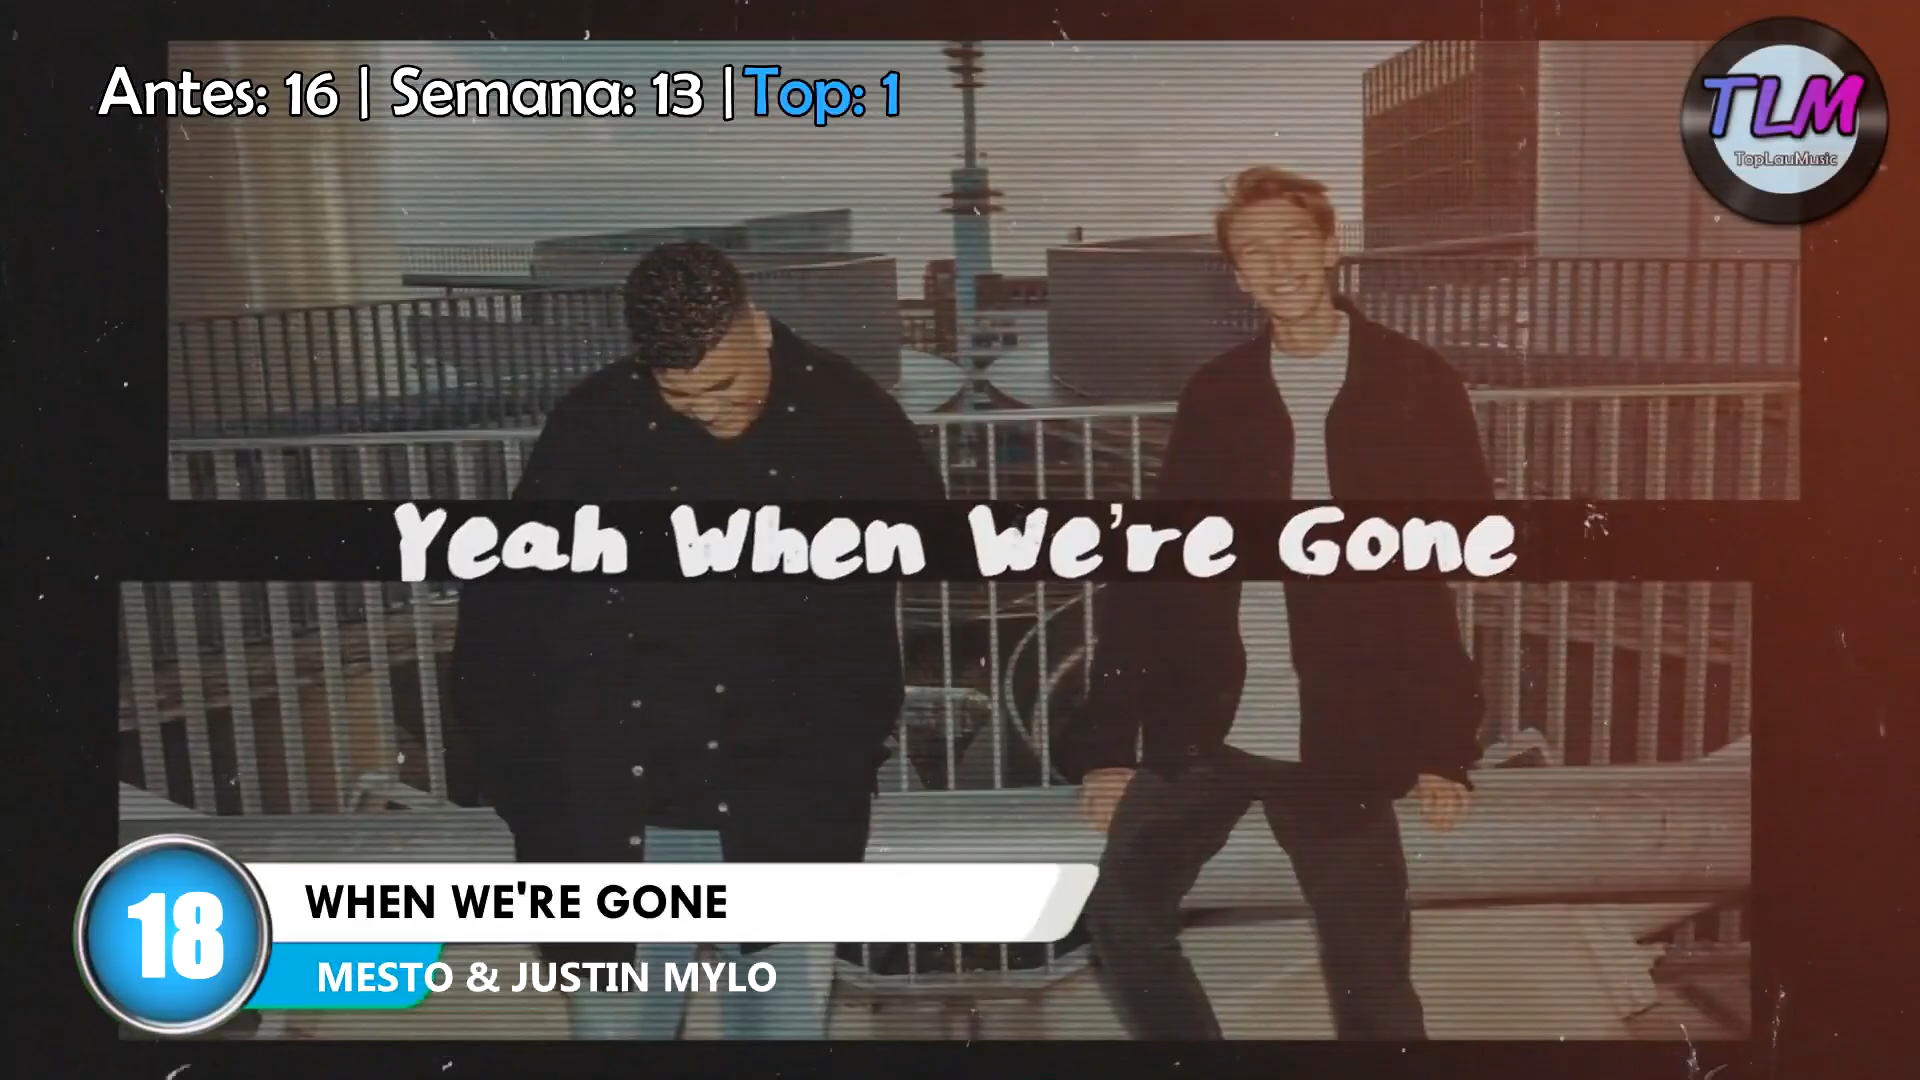 Antes: 16 | Semana: 13 | Top: 1
TLM
TopLauMusic
Yeah When We're Gone
18
WHEN WE'RE GONE
MESTO & JUSTIN MYLO